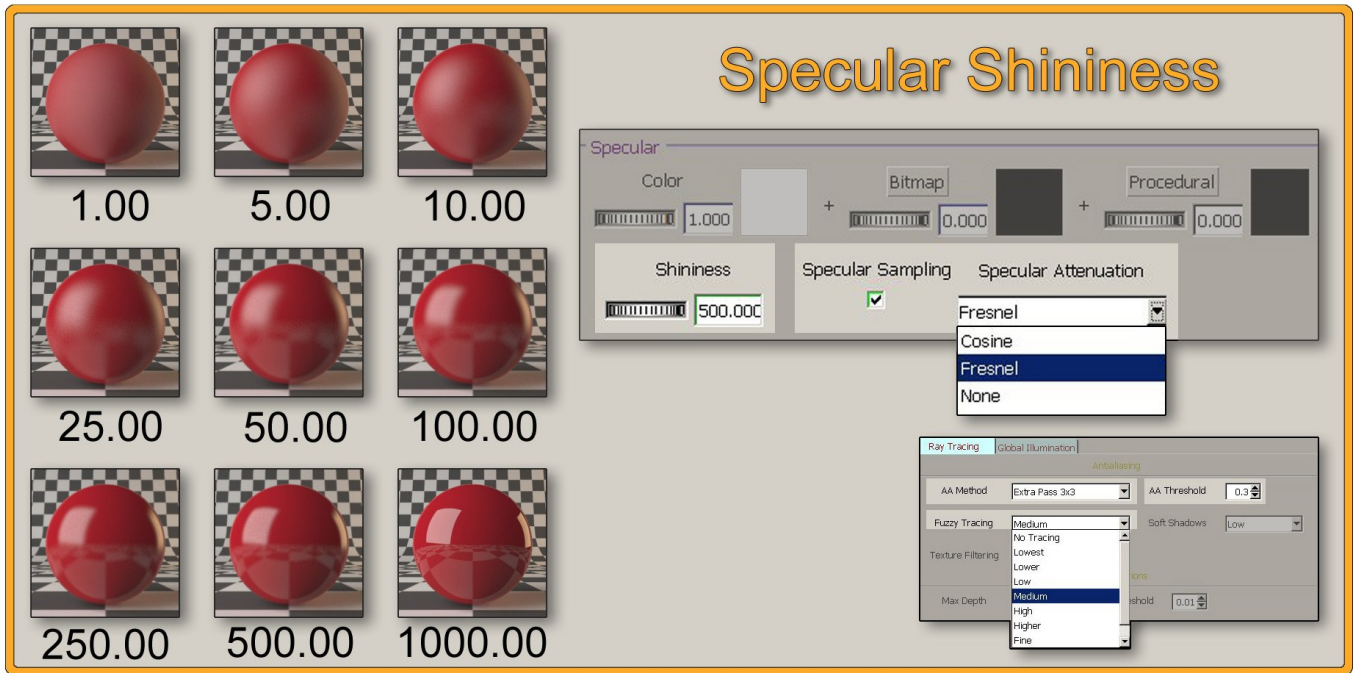 Specular Shininess
1.00 5.00 10.00
25.00 50.00 100.00
250.00 500.00 1000.00
Specular
Color Bitmap Procedural
1.000 + 0.000 + 0.000
Shininess Specular Sampling Specular Attenuation
500.000
Fresnel
Cosine
Fresnel
None
Ray Tracing Global Illumination
Antialiasing
AA Method Extra Pass 3x3 AA Threshold 0.3
Fuzzy Tracing Medium Soft Shadows Low
No Tracing
Texture Filtering Lowest
Lower
Low
Medium
Max Depth 0.01
High
Higher
Fine